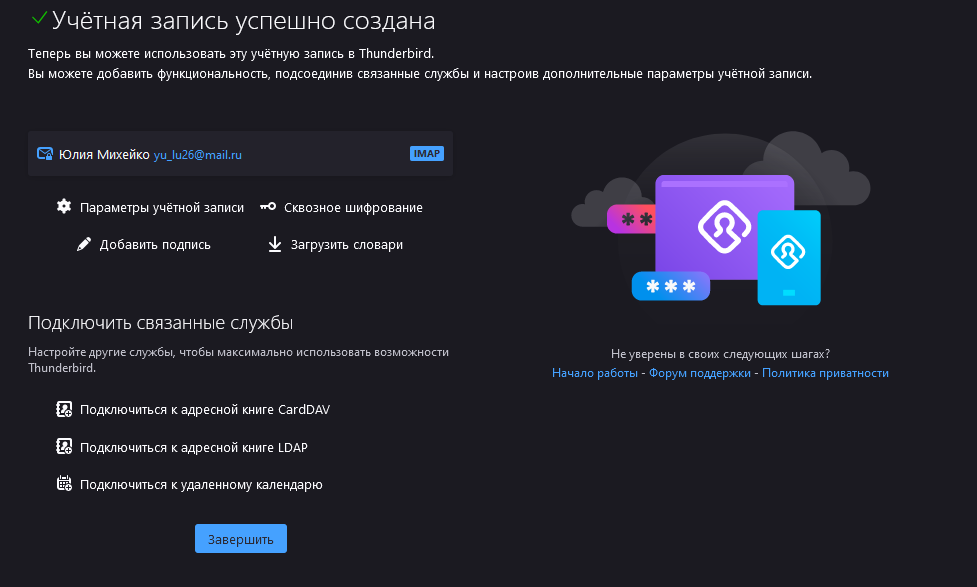 Учётная запись успешно создана
Теперь вы можете использовать эту учётную запись в Thunderbird.
Вы можете добавить функциональность, подсоединив связанные службы и настроив дополнительные параметры учётной записи.
Юлия Михейко yu_lu26@mail.ru IMAP
Параметры учётной записи Сквозное шифрование
Добавить подпись Загрузить словари
Подключить связанные службы
Настройте другие службы, чтобы максимально использовать возможности
Thunderbird.
Подключиться к адресной книге CardDAV
Подключиться к адресной книге LDAP
Подключиться к удаленному календарю
Завершить
** 
***
Не уверены в своих следующих шагах?
Начало работы - Форум поддержки - Политика приватности